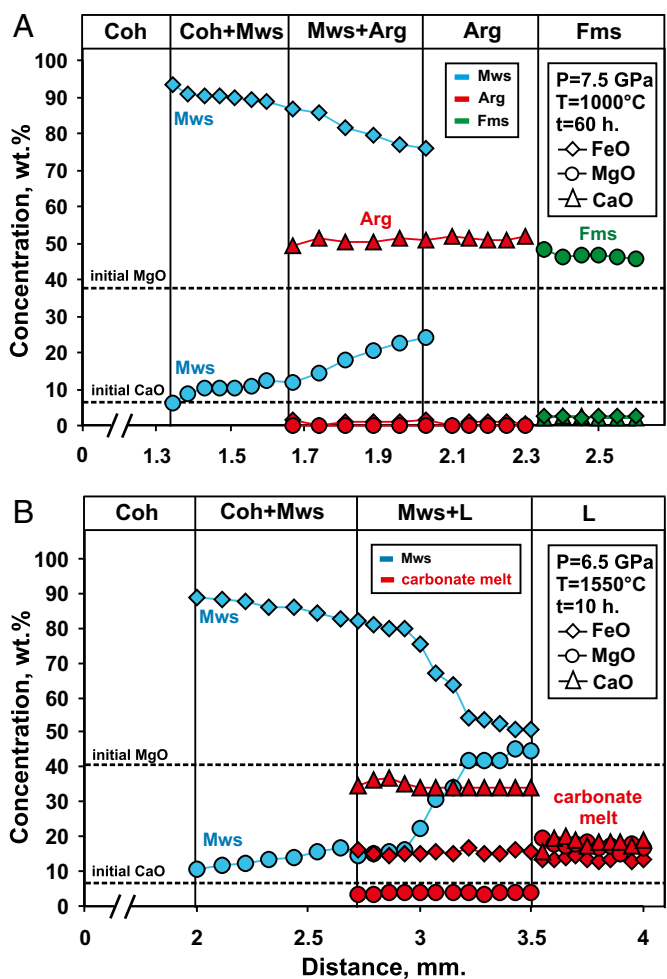 A
Coh Coh+Mws Mws+Arg Arg Fms
100
90
80
70
60
50
40
30
20
10
0
Concentration, wt.%
Mws
Mws
Arg
Fms
P=7.5 GPa
T=1000°C
t=60 h.
FeO
MgO
CaO
Mws
Arg
Fms
initial MgO
Mws
initial CaO
0 1.3 1.5 1.7 1.9 2.1 2.3 2.5
B
Coh Coh+Mws Mws+L L
100
90
80
70
60
50
40
30
20
10
0
Concentration, wt.%
Mws
carbonate melt
P=6.5 GPa
T=1550°C
t=10 h.
FeO
MgO
CaO
Mws
initial MgO
carbonate
melt
Mws
initial CaO
0 2 2.5 3 3.5 4
Distance, mm.